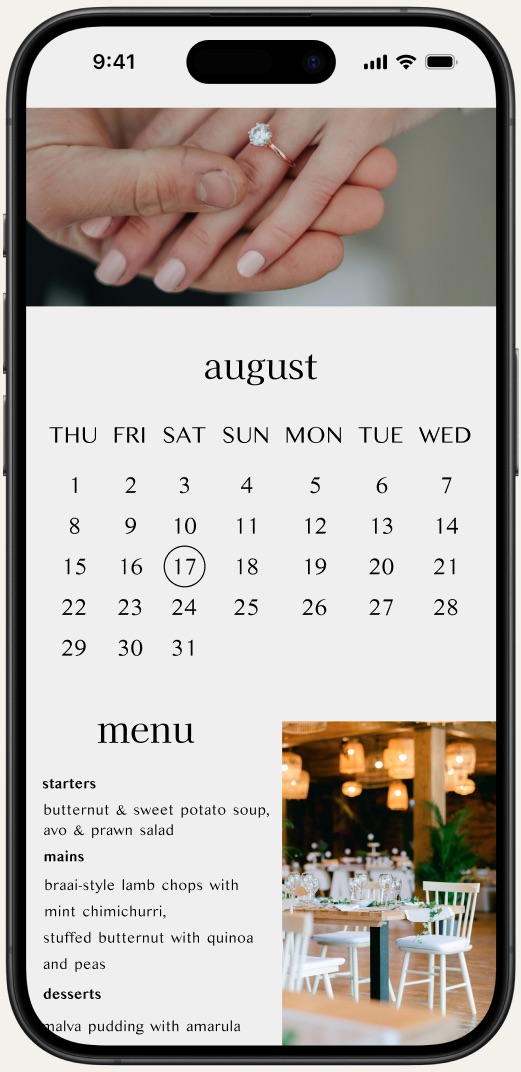 9:41
august
THU FRI SAT SUN MON TUE WED
1 2 3 4 5 6 7
8 9 10 11 12 13 14
15 16 17 18 19 20 21
22 23 24 25 26 27 28
29 30 31
menu
starters
butternut & sweet potato soup,
avo & prawn salad
mains
braai-style lamb chops with
mint chimichurri,
stuffed butternut with quinoa
and peas
desserts
malva pudding with amarula